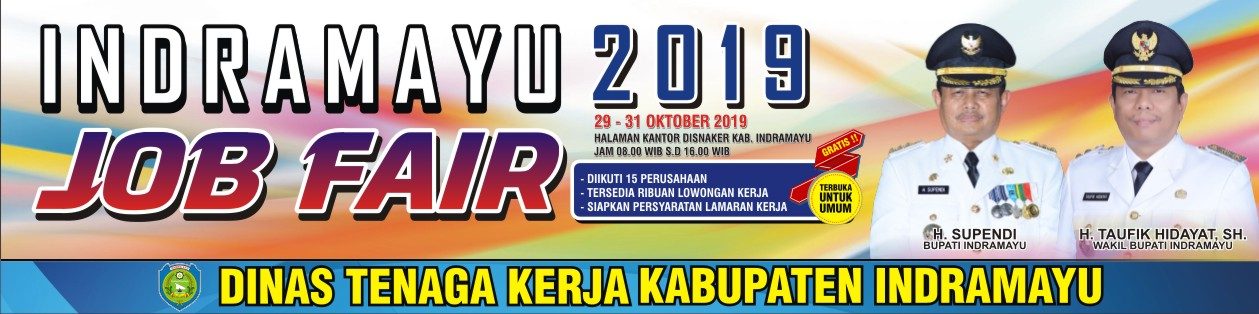 INDRAMAYU 2019
JOB FAIR
29 - 31 OKTOBER 2019
HALAMAN KANTOR DISNAKER KAB. INDRAMAYU
JAM 08.00 WIB S.D 16.00 WIB
- DIIKUTI 15 PERUSAHAAN
- TERSEDIA RIBUAN LOWONGAN KERJA
- SIAPKAN PERSYARATAN LAMARAN KERJA
GRATIS !!
TERBUKA
UNTUK
UMUM
H. SUPENDI
H. SUPENDI
BUPATI INDRAMAYU
H. TAUFIK HIDAYAT, SH.
WAKIL BUPATI INDRAMAYU
DINAS TENAGA KERJA KABUPATEN INDRAMAYU